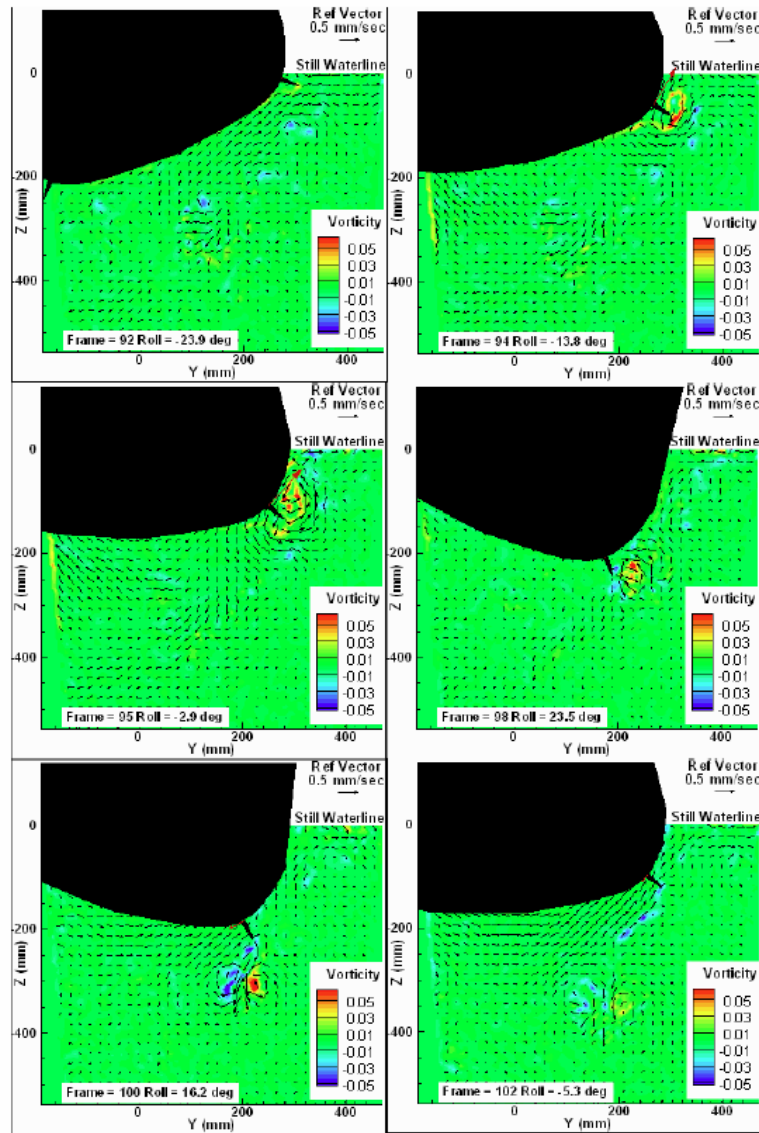 Ref Vector
0.5 mm/sec
Still Waterline
0
-200
-400
Z (mm)
Vorticity
0.05
0.03
0.01
-0.01
-0.03
-0.05
Frame = 92 Roll = -23.9 deg
0 200 400
Y (mm)
Ref Vector
0.5 mm/sec
Still Waterline
0
-200
-400
Z (mm)
Vorticity
0.05
0.03
0.01
-0.01
-0.03
-0.05
Frame = 94 Roll = -13.8 deg
0 200 400
Y (mm)
Ref Vector
0.5 mm/sec
Still Waterline
0
-200
-400
Z (mm)
Vorticity
0.05
0.03
0.01
-0.01
-0.03
-0.05
Frame = 95 Roll = -2.9 deg
0 200 400
Y (mm)
Ref Vector
0.5 mm/sec
Still Waterline
0
-200
-400
Z (mm)
Vorticity
0.05
0.03
0.01
-0.01
-0.03
-0.05
Frame = 98 Roll = 23.5 deg
0 200 400
Y (mm)
Ref Vector
0.5 mm/sec
Still Waterline
0
-200
-400
Z (mm)
Vorticity
0.05
0.03
0.01
-0.01
-0.03
-0.05
Frame = 100 Roll = 16.2 deg
0 200 400
Y (mm)
Ref Vector
0.5 mm/sec
Still Waterline
0
-200
-400
Z (mm)
Vorticity
0.05
0.03
0.01
-0.01
-0.03
-0.05
Frame = 102 Roll = -5.3 deg
0 200 400
Y (mm)